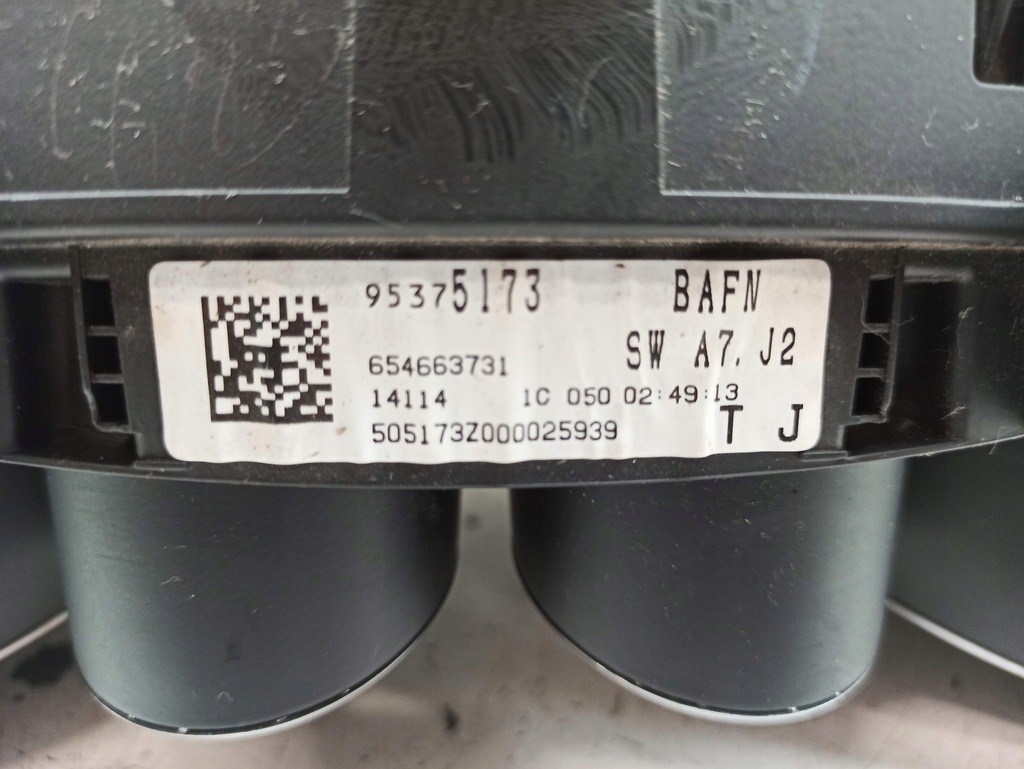 95375173 BAFN
SW A7. J2
654663731
14114 1C 050 02:49:13
505173Z000025939 T J